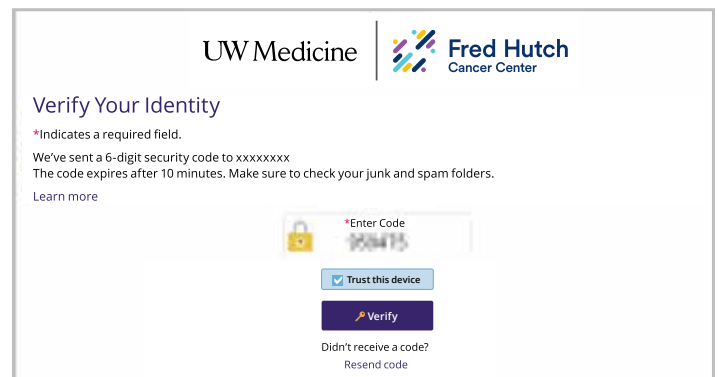 UW Medicine
Fred Hutch
Cancer Center
Verify Your Identity
*Indicates a required field.
We've sent a 6-digit security code to xxxxxxxx
The code expires after 10 minutes. Make sure to check your junk and spam folders.
Learn more
*Enter Code
Trust this device
Verify
Didn't receive a code?
Resend code